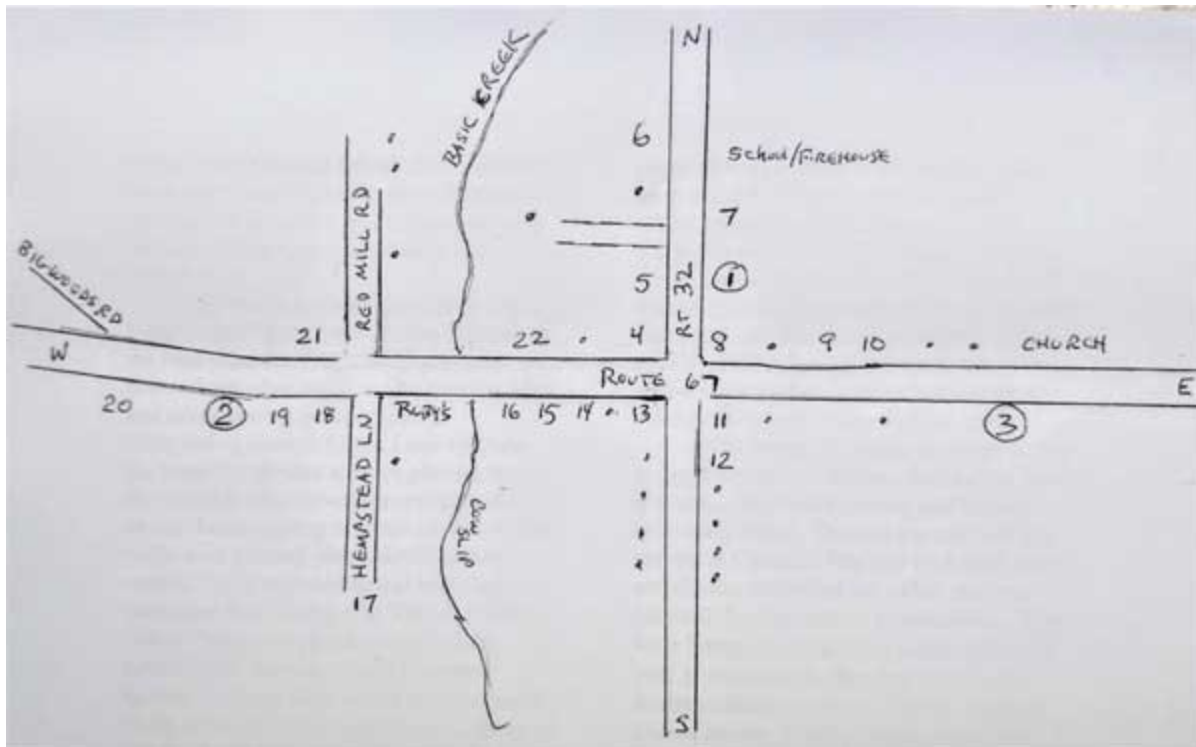 N
BASIC CREEK
6
School/FIREHOUSE
RED MILL RD
7
BIG WOODS RD
5
RT 32
1
21
22
4
8
9
10
CHURCH
W
ROUTE 67
E
20
2
19
18
RUBY'S
16
15
14
13
11
3
HEMPSTEAD LN
12
17
S